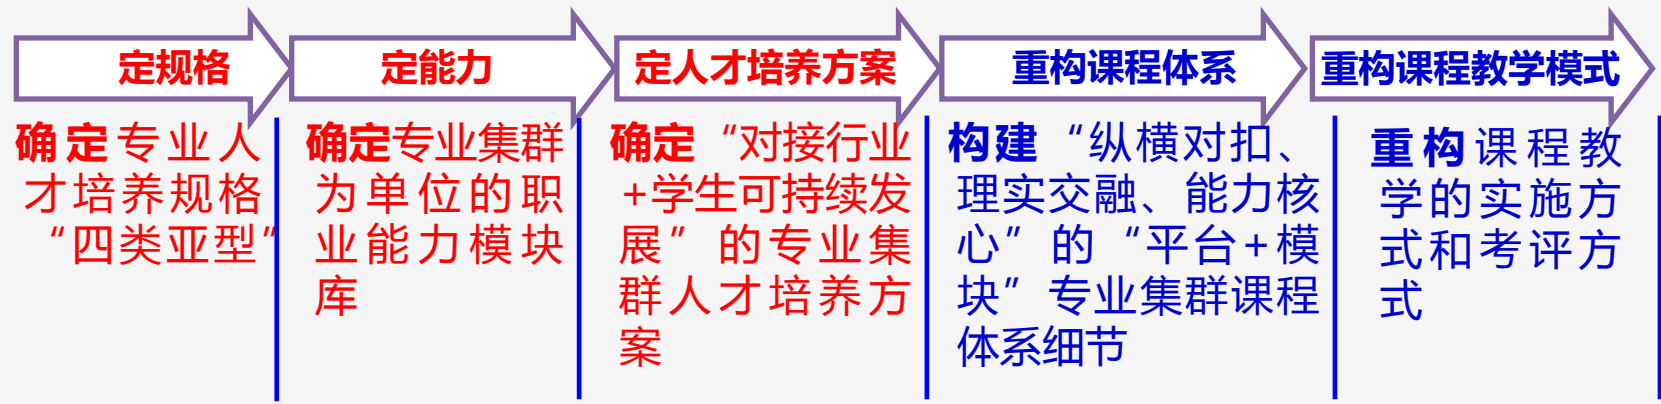 定规格
定能力
定人才培养方案
重构课程体系
重构课程教学模式
确定专业人
才培养规格
“四类亚型”
确定专业集群
为单位的职
业能力模块
库
确定“对接行业
+学生可持续发
展”的专业集
群人才培养方
案
构建“纵横对扣、
理实交融、能力核
心”的“平台+模
块”专业集群课程
体系细节
重构课程教
学的实施方
式和考评方
式